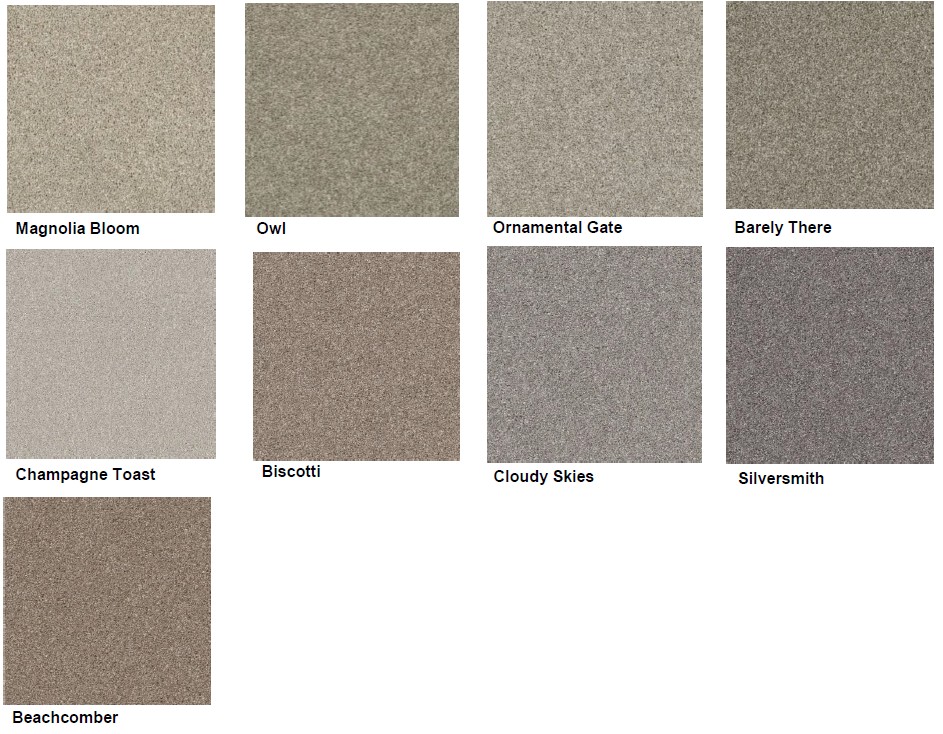 Magnolia Bloom
Owl
Ornamental Gate
Barely There
Champagne Toast
Biscotti
Cloudy Skies
Silversmith
Beachcomber